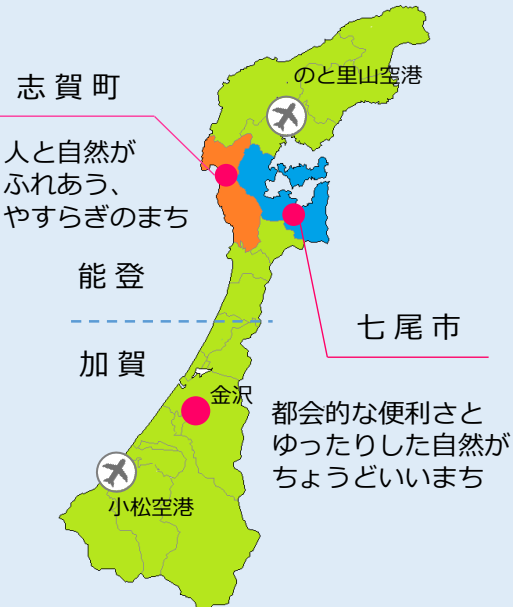 のと里山空港
志賀町
人と自然が
ふれあう、
やすらぎのまち
能登
七尾市
加賀
金沢
都会的な便利さと
ゆったりした自然が
ちょうどいいまち
小松空港